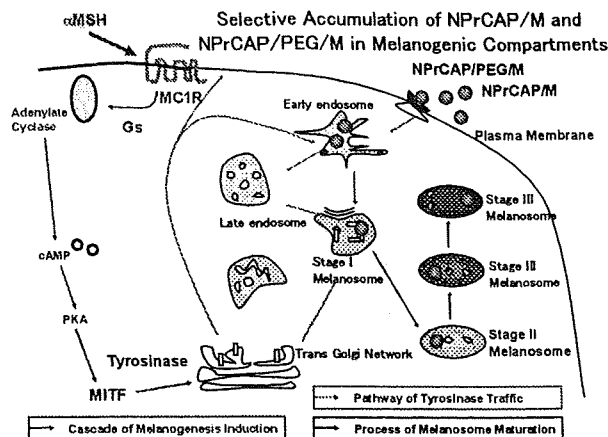 αMSH
Selective Accumulation of NPrCAP/M and
NPrCAP/PEG/M in Melanogenic Compartments
NPrCAP/PEG/M
NPrCAP/M
MC1R
Early endosome
Adenylate
Cyclase
Gs
Plasma Membrane
Late endosome
Stage III
Melanosome
Stage I
Melanosome
cAMP
Stage III
Melanosome
PKA
Stage II
Melanosome
Tyrosinase
Trans Golgi Network
MITF
Pathway of Tyrosinase Traffic
Cascade of Melanogenesis Induction
Process of Melanosome Maturation